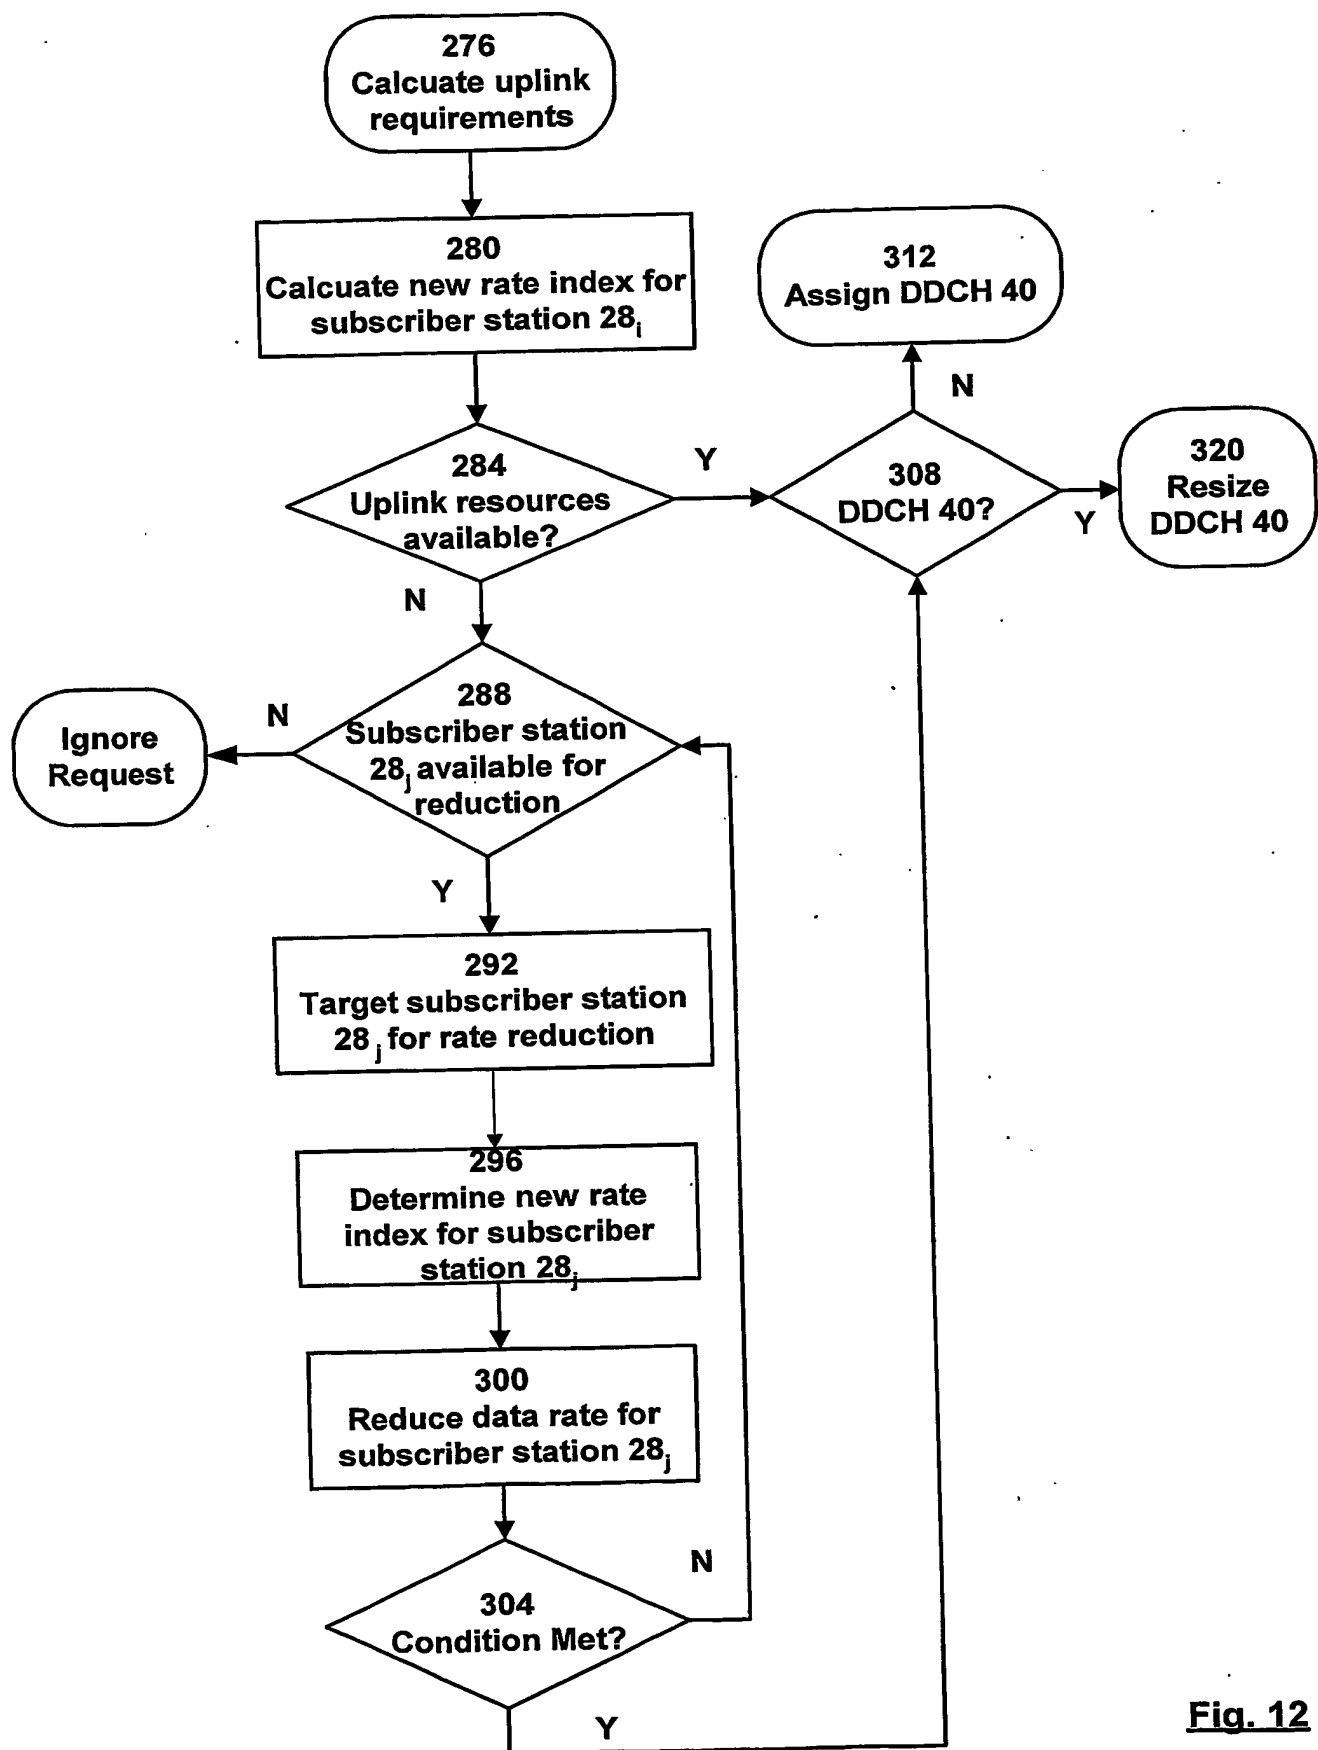 276
Calcuate uplink
requirements
280
Calcuate new rate index for
subscriber station 28i
312
Assign DDCH 40
N
284
Uplink resources
available?
Y
308
DDCH 40?
Y
320
Resize
DDCH 40
N
288
Subscriber station
28j available for
reduction
N
Ignore
Request
Y
292
Target subscriber station
28 j for rate reduction
296
Determine new rate
index for subscriber
station 28j
300
Reduce data rate for
subscriber station 28j
N
304
Condition Met?
Y
Fig. 12